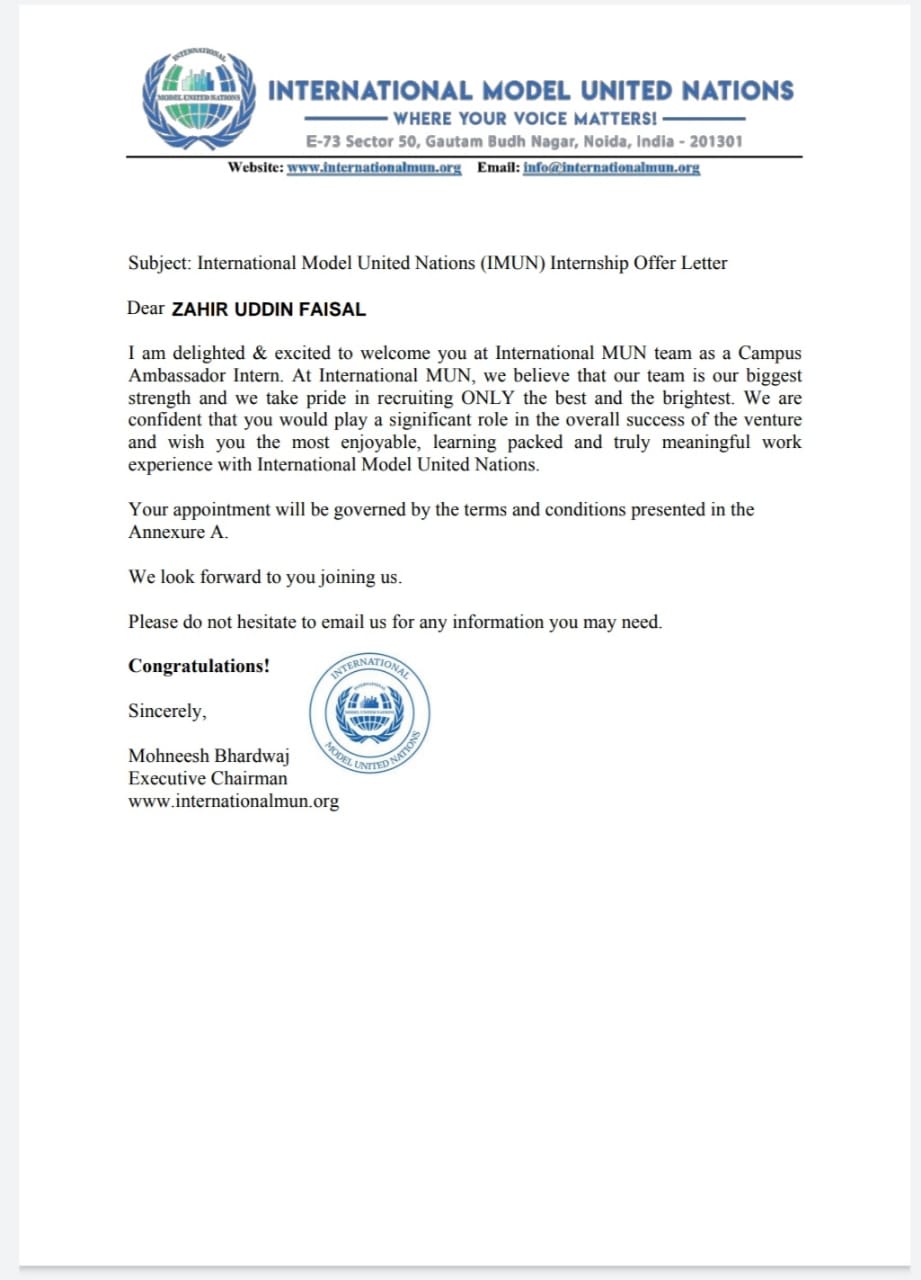 INTERNATIONAL
MODEL UNITED NATIONS
INTERNATIONAL MODEL UNITED NATIONS
WHERE YOUR VOICE MATTERS!
E-73 Sector 50, Gautam Budh Nagar, Noida, India - 201301
Website: www.internationalmun.org Email: info@internationalmun.org
Subject: International Model United Nations (IMUN) Internship Offer Letter
Dear ZAHIR UDDIN FAISAL
I am delighted & excited to welcome you at International MUN team as a Campus
Ambassador Intern. At International MUN, we believe that our team is our biggest
strength and we take pride in recruiting ONLY the best and the brightest. We are
confident that you would play a significant role in the overall success of the venture
and wish you the most enjoyable, learning packed and truly meaningful work
experience with International Model United Nations.
Your appointment will be governed by the terms and conditions presented in the
Annexure A.
We look forward to you joining us.
Please do not hesitate to email us for any information you may need.
Congratulations!
Sincerely,
Mohneesh Bhardwaj
Executive Chairman
www.internationalmun.org
INTERNATIONAL
MODEL UNITED NATIONS